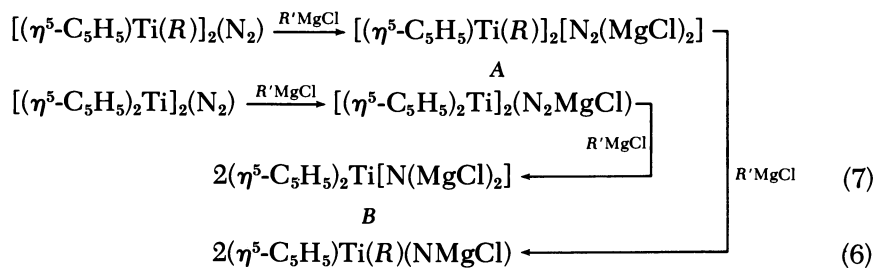 [(η⁵-C₅H₅)Ti(R)]₂(N₂) R'MgCl [(η⁵-C₅H₅)Ti(R)]₂[N₂(MgCl)₂]
A
[(η⁵-C₅H₅)₂Ti]₂(N₂) R'MgCl [(η⁵-C₅H₅)₂Ti]₂(N₂MgCl)
R'MgCl
2(η⁵-C₅H₅)₂Ti[N(MgCl)₂] R'MgCl (7)
B
2(η⁵-C₅H₅)Ti(R)(NMgCl) (6)